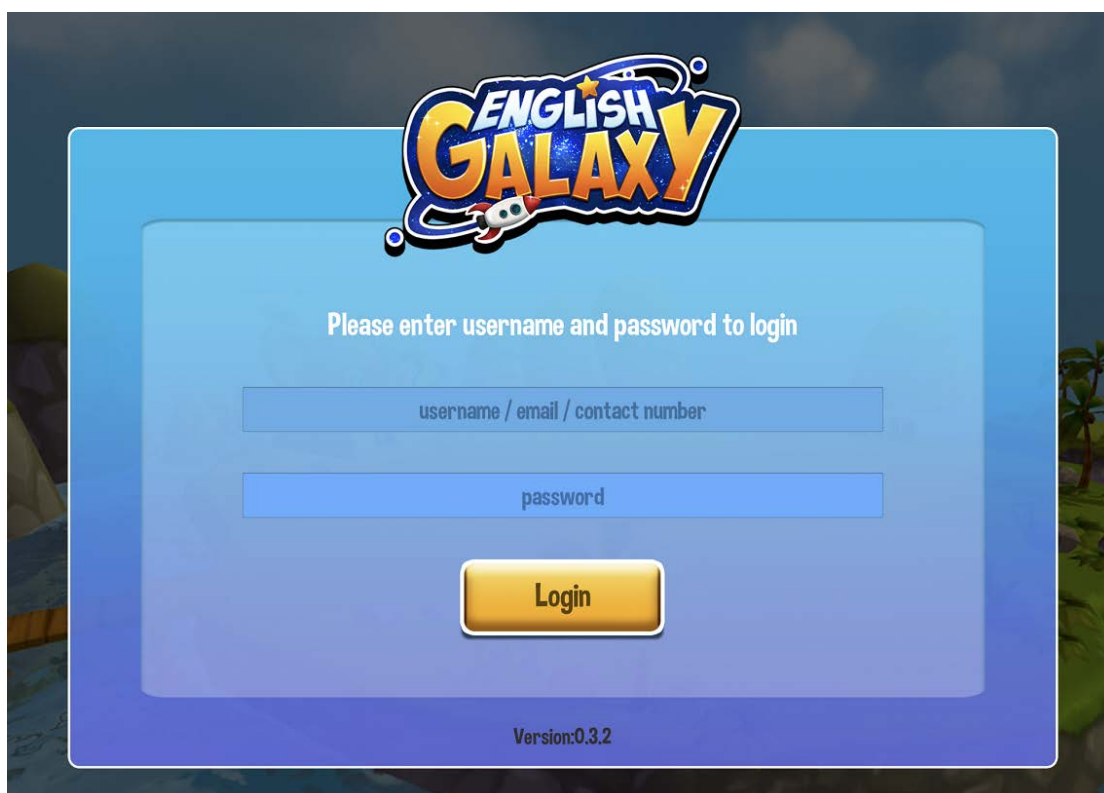 ENGLISH
GALAXY
Please enter username and password to login
username / email / contact number
password
Login
Version:0.3.2